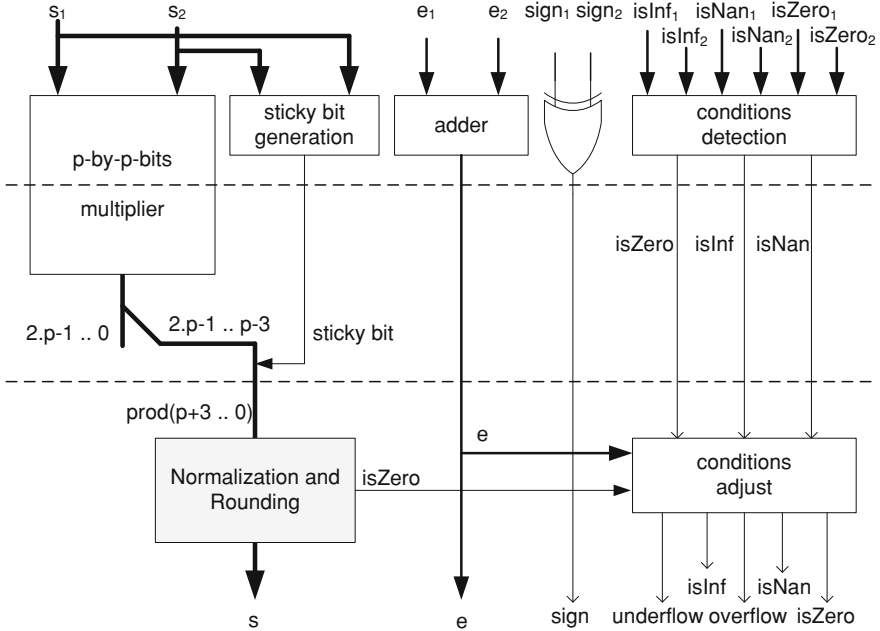 s1 s2 e1 e2 sign1 sign2 isInf1 isNan1 isZero1
isInf2 isNan2 isZero2
p-by-p-bits
multiplier
sticky bit
generation
adder
conditions
detection
isZero isInf isNan
2.p-1 .. 0
2.p-1 .. p-3
sticky bit
prod(p+3 .. 0)
e
Normalization and
Rounding
isZero
conditions
adjust
isInf isNan
s e sign underflow overflow isZero